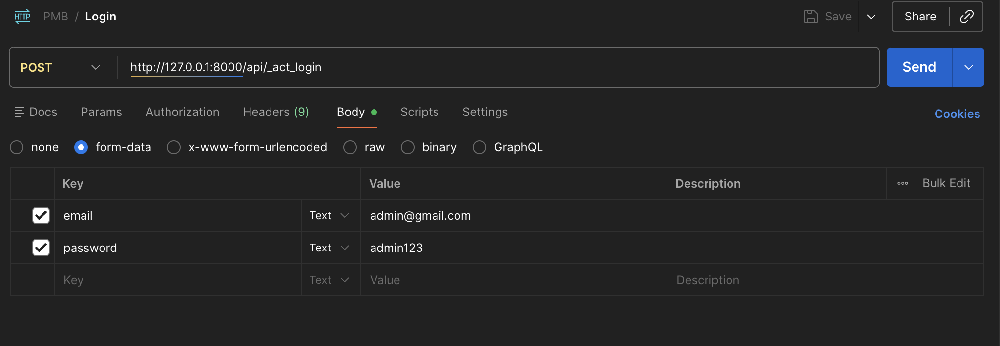 HTTP PMB / Login Save Share
POST http://127.0.0.1:8000/api/_act_login Send
Docs Params Authorization Headers (9) Body Scripts Settings Cookies
none form-data x-www-form-urlencoded raw binary GraphQL
Key Value Description Bulk Edit
email Text admin@gmail.com
password Text admin123
Key Text Value Description